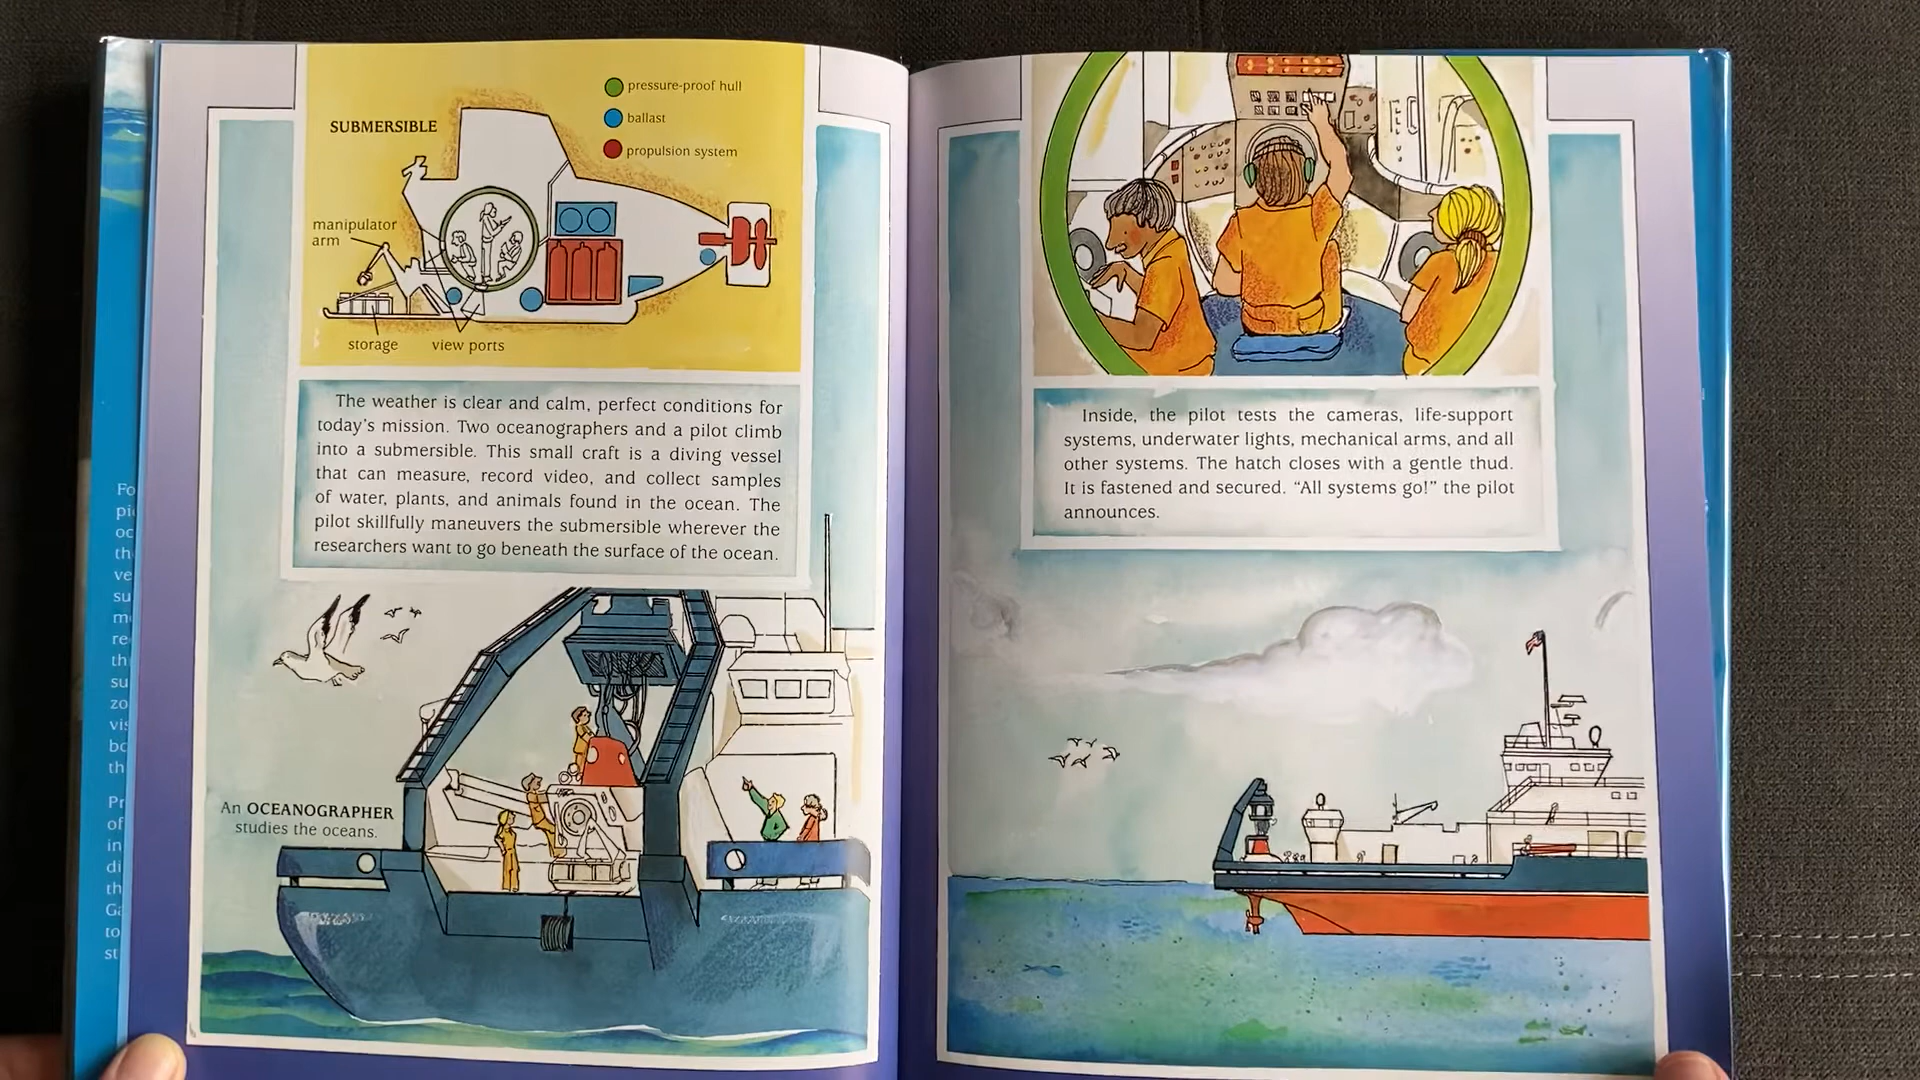 SUBMERSIBLE
pressure-proof hull
ballast
propulsion system
manipulator
arm
storage
view ports
The weather is clear and calm, perfect conditions for
today's mission. Two oceanographers and a pilot climb
into a submersible. This small craft is a diving vessel
that can measure, record video, and collect samples
of water, plants, and animals found in the ocean. The
pilot skillfully maneuvers the submersible wherever the
researchers want to go beneath the surface of the ocean.
An OCEANOGRAPHER
studies the oceans.
Inside, the pilot tests the cameras, life-support
systems, underwater lights, mechanical arms, and all
other systems. The hatch closes with a gentle thud.
It is fastened and secured. “All systems go!” the pilot
announces.